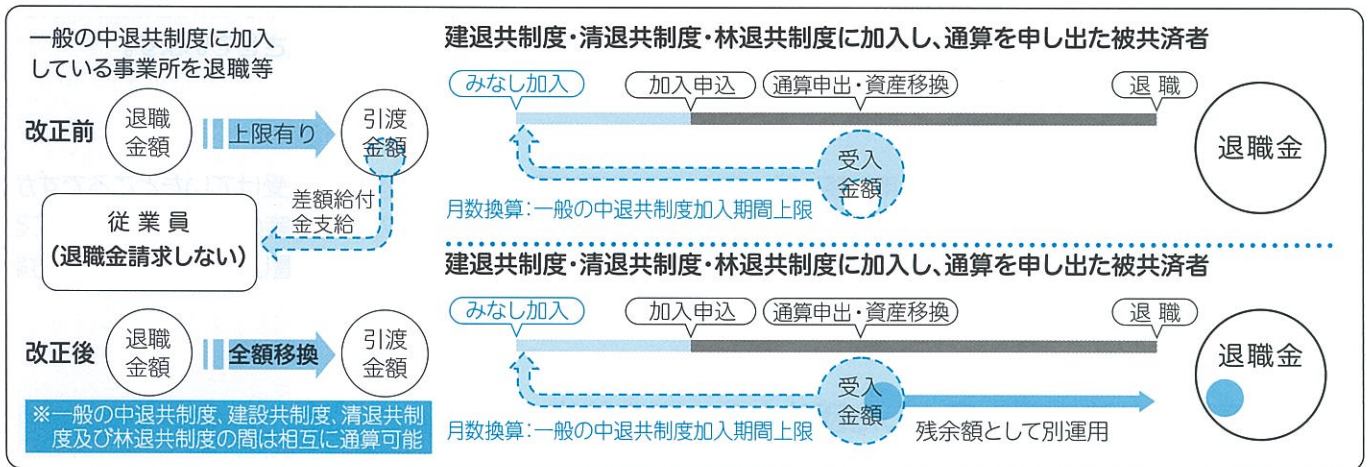 一般の中退共制度に加入
している事業所を退職等
改正前
退職
金額
上限有り
引渡
金額
差額給付
金支給
従業員
(退職金請求しない)
建退共制度・清退共制度・林退共制度に加入し、通算を申し出た被共済者
みなし加入
加入申込
通算申出・資産移換
退職
受入
金額
月数換算：一般の中退共制度加入期間上限
退職金
改正後
退職
金額
全額移換
引渡
金額
※一般の中退共制度、建設共制度、清退共制
度及び林退共制度の間は相互に通算可能
建退共制度・清退共制度・林退共制度に加入し、通算を申し出た被共済者
みなし加入
加入申込
通算申出・資産移換
退職
受入
金額
月数換算：一般の中退共制度加入期間上限
残余額として別運用
退職金